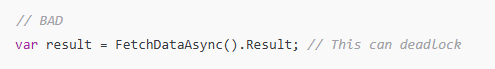 // BAD
var result = FetchDataAsync().Result; // This can deadlock